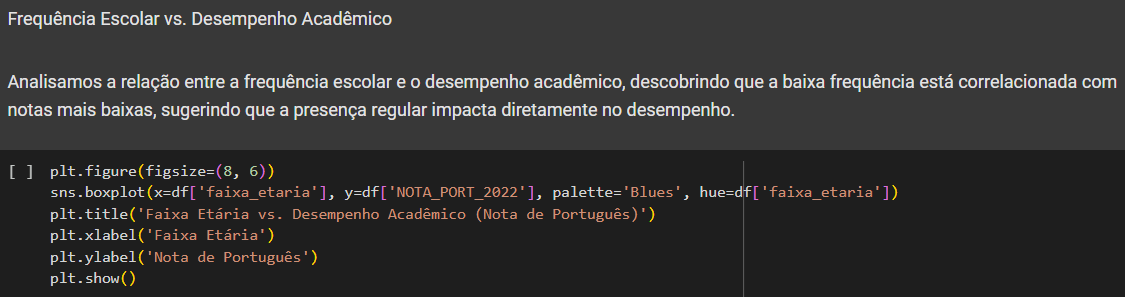 Frequência Escolar vs. Desempenho Acadêmico
Analisamos a relação entre a frequência escolar e o desempenho acadêmico, descobrindo que a baixa frequência está correlacionada com
notas mais baixas, sugerindo que a presença regular impacta diretamente no desempenho.
[ ] plt.figure(figsize=(8, 6))
sns.boxplot(x=df['faixa_etaria'], y=df['NOTA_PORT_2022'], palette='Blues', hue=df['faixa_etaria'])
plt.title('Faixa Etária vs. Desempenho Acadêmico (Nota de Português)')
plt.xlabel('Faixa Etária')
plt.ylabel('Nota de Português')
plt.show()